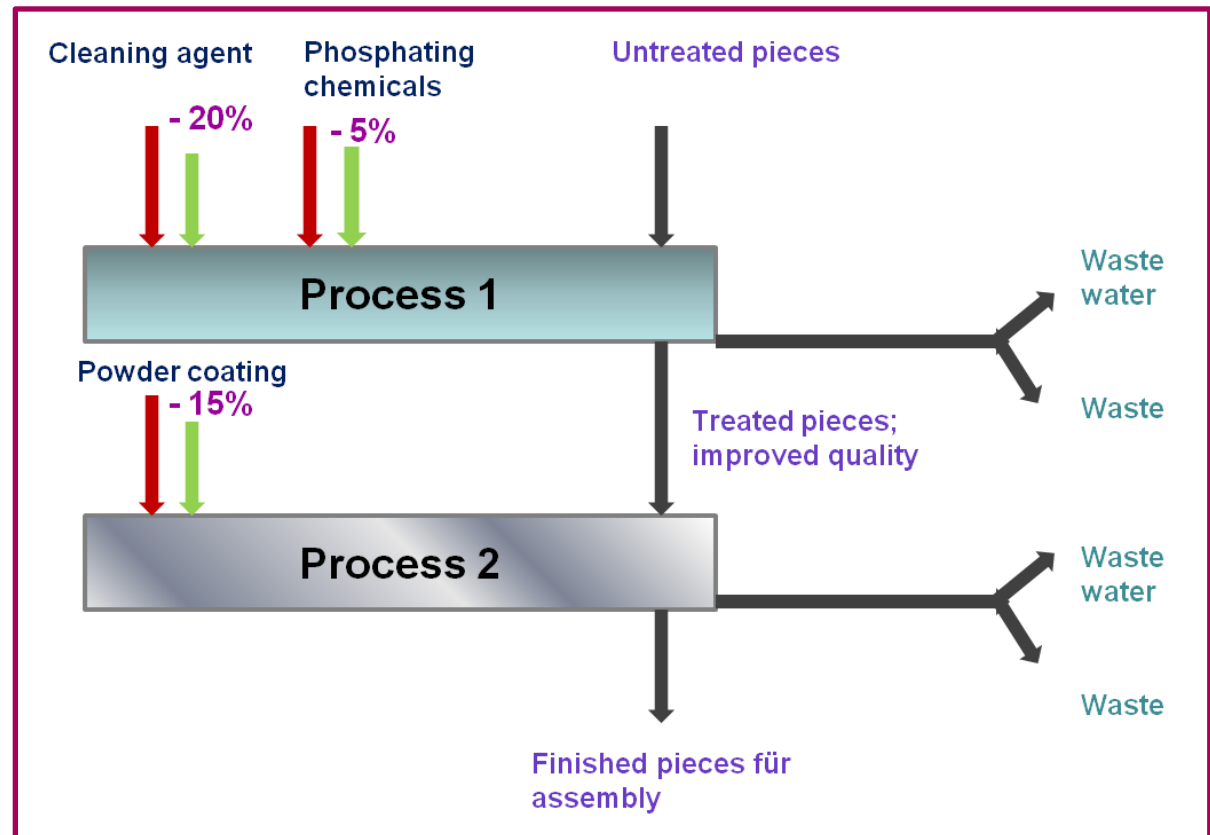 Cleaning agent
Phosphating
chemicals
Untreated pieces
- 20%
- 5%
Process 1
Waste
water
Waste
Powder coating
- 15%
Treated pieces;
improved quality
Process 2
Waste
water
Waste
Finished pieces für
assembly